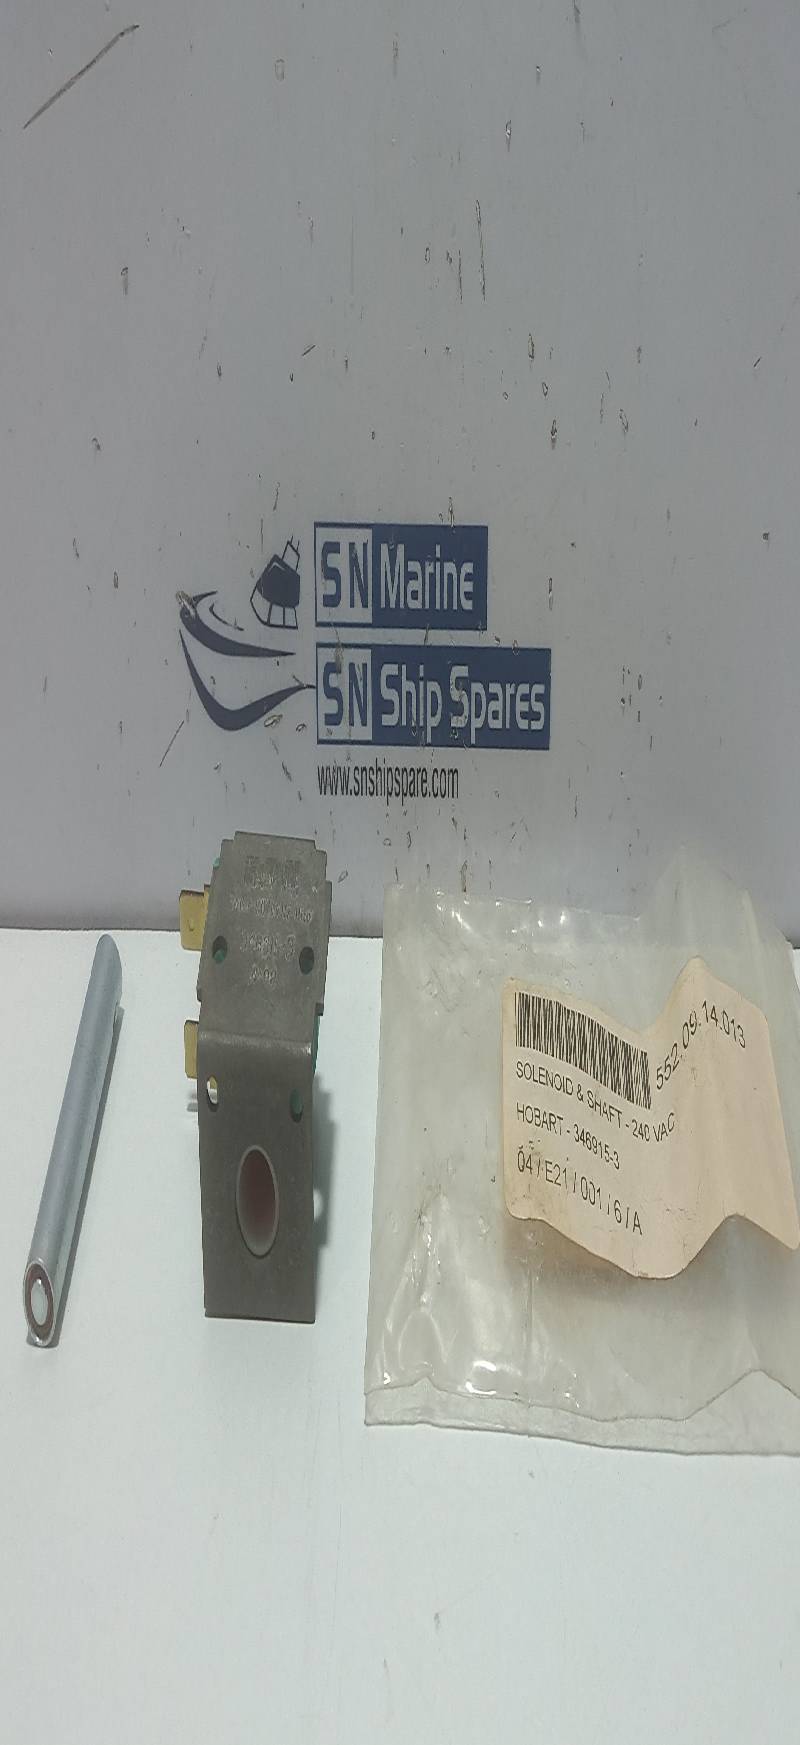 SN Marine
SN Ship Spares
www.snshipspare.com
552.09.14.013
SOLENOID & SHAFT - 240 VAC
HOBART - 346915-3
04 / E21 / 001 / 6 / A